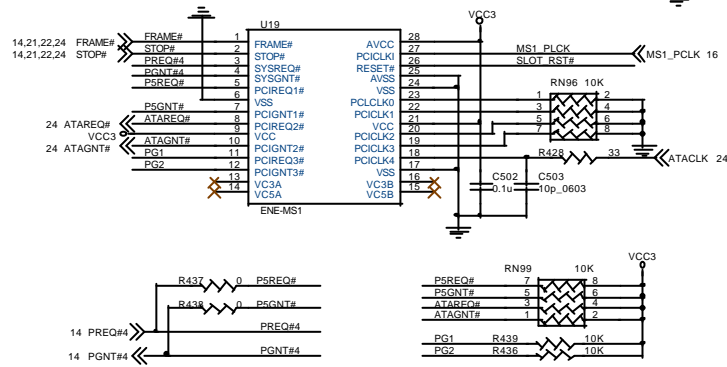 U19
VCC3
14,21,22,24 FRAME# FRAME# 1 FRAME# AVCC 28
14,21,22,24 STOP# STOP# 2 STOP# PCICLKI 27 MS1_PLCK MS1_PCLK 16
PREQ#4 3 SYSREQ# RESET# 26 SLOT_RST#
PGNT#4 4 SYSGNT# AVSS 25
P5REQ# 5 PCIREQ1# VSS 24 RN96 10K
6 VSS PCLCLK0 23 1 2
P5GNT# 7 PCIGNT1# PCICLK1 22 3 4
24 ATAREQ# ATAREQ# 8 PCIREQ2# VCC 21 5 6
VCC3 9 VCC PCICLK2 20 7 8
24 ATAGNT# ATAGNT# 10 PCIGNT2# PCICLK3 19
PG1 11 PCIREQ3# PCICLK4 18 R428 33 ATACLK 24
PG2 12 PCIGNT3# VSS 17
13 VC3A VC3B 16
14 VC5A VC5B 15
C502 C503
0.1u 10p_0603
ENE-MS1
VCC3
RN99 10K
R437 0 P5REQ# P5REQ# 7 8
P5GNT# 5 6
R438 0 P5GNT# ATAREQ# 3 4
ATAGNT# 1 2
14 PREQ#4 PREQ#4
PG1 R439 10K
14 PGNT#4 PGNT#4 PG2 R436 10K